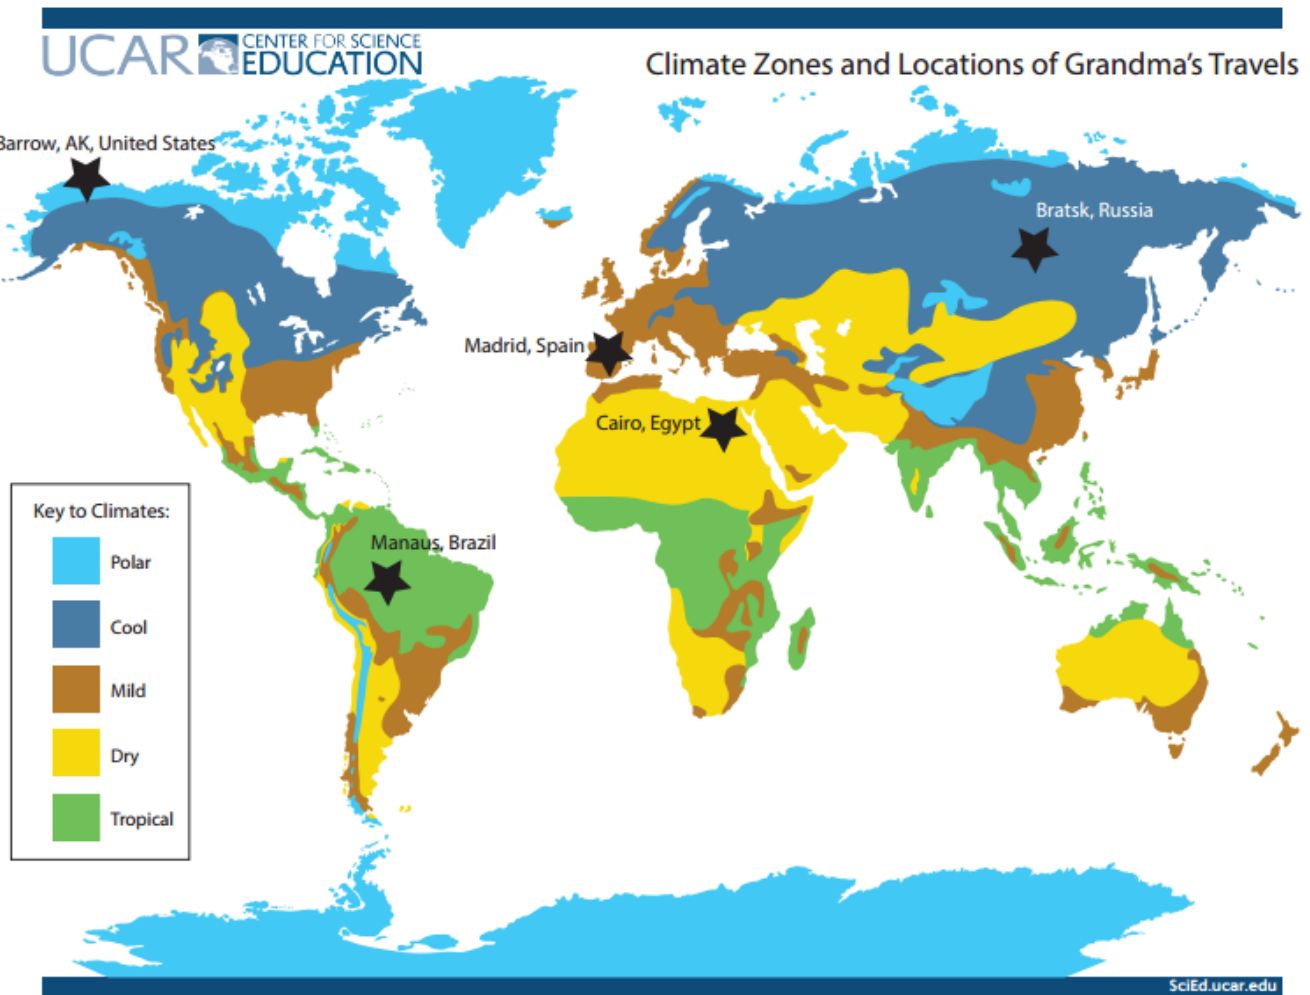 UCAR CENTER FOR SCIENCE
EDUCATION
Climate Zones and Locations of Grandma's Travels
Barrow, AK, United States
Bratsk, Russia
Madrid, Spain
Cairo, Egypt
Manaus, Brazil
Key to Climates:
Polar
Cool
Mild
Dry
Tropical
SciEd.ucar.edu